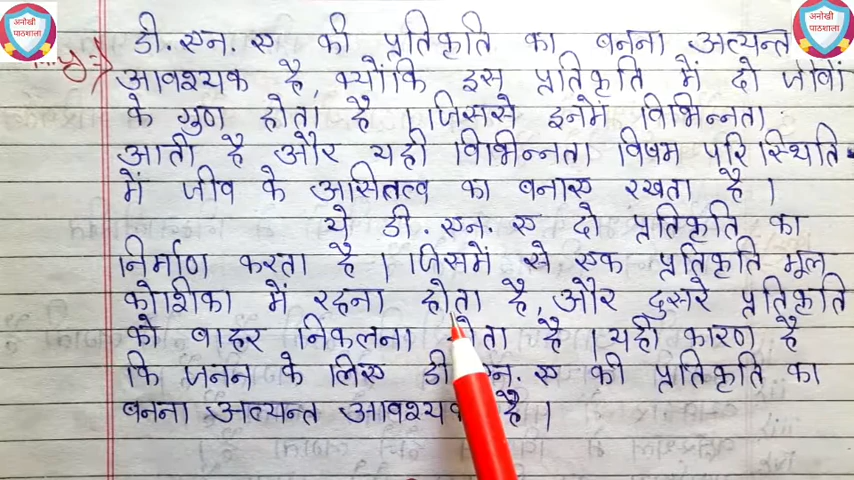 अनोखी पाठशाला
अनोखी पाठशाला
डी. एन. ए की प्रतिकृति का बनना अत्यन्त
आवश्यक है, क्योंकि इस प्रतिकृति में दो जीवों
के गुण होता है । जिससे इनमें विभिन्नता
आती है और यही विभिन्नता विषम परिस्थिति
में जीव के असितत्व का बनाए रखता है ।
ये डी. एन. ए दो प्रतिकृति का
निर्माण करता है । जिसमें से एक प्रतिकृति मूल
कोशिका में रहना होता है, और दुसरे प्रतिकृति
को बाहर निकलना होता है । यही कारण है
कि जनन के लिए डी. एन. ए की प्रतिकृति का
बनना अत्यन्त आवश्यक है ।